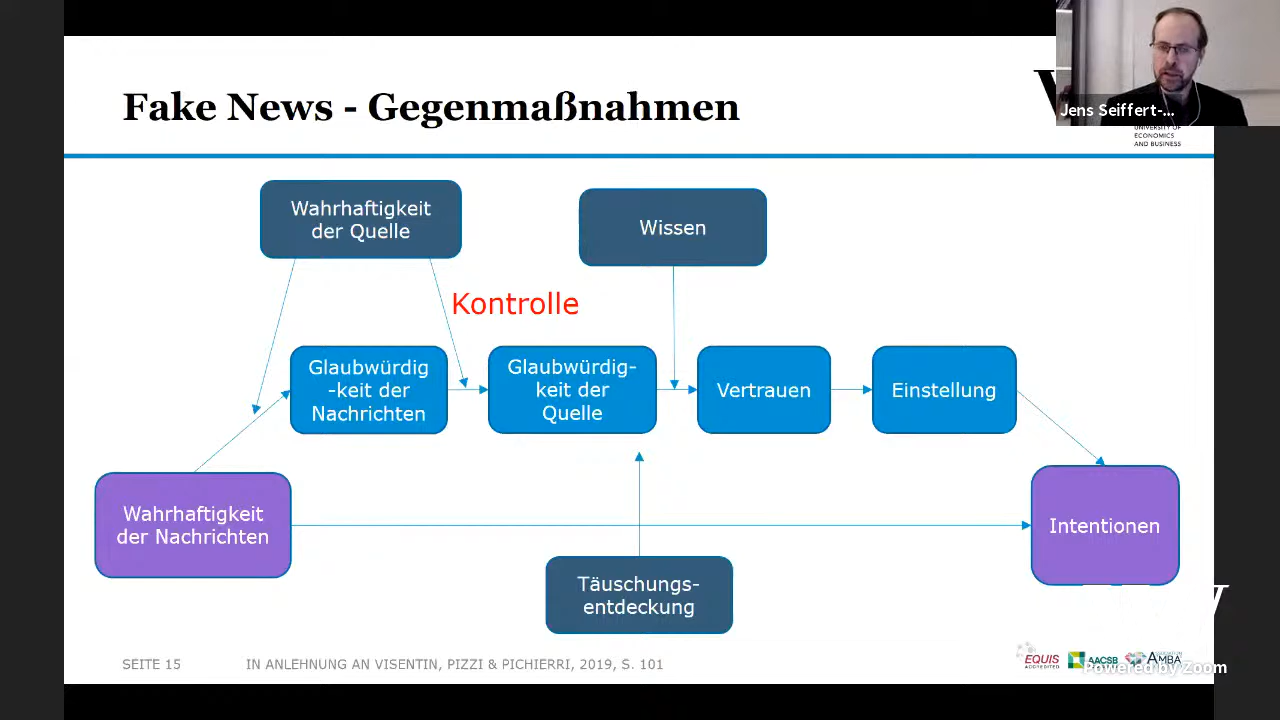 Fake News - Gegenmaßnahmen
Jens Seiffert-...
UNIVERSITY OF
ECONOMICS
AND BUSINESS
Wahrhaftigkeit
der Quelle
Wissen
Kontrolle
Glaubwürdig
-keit der
Nachrichten
Glaubwürdig-
keit der
Quelle
Vertrauen
Einstellung
Wahrhaftigkeit
der Nachrichten
Intentionen
Täuschungs-
entdeckung
SEITE 15
IN ANLEHNUNG AN VISENTIN, PIZZI & PICHIERRI, 2019, S. 101
EQUIS
ACCREDITED
AACSB
AMBA
Powered by Zoom